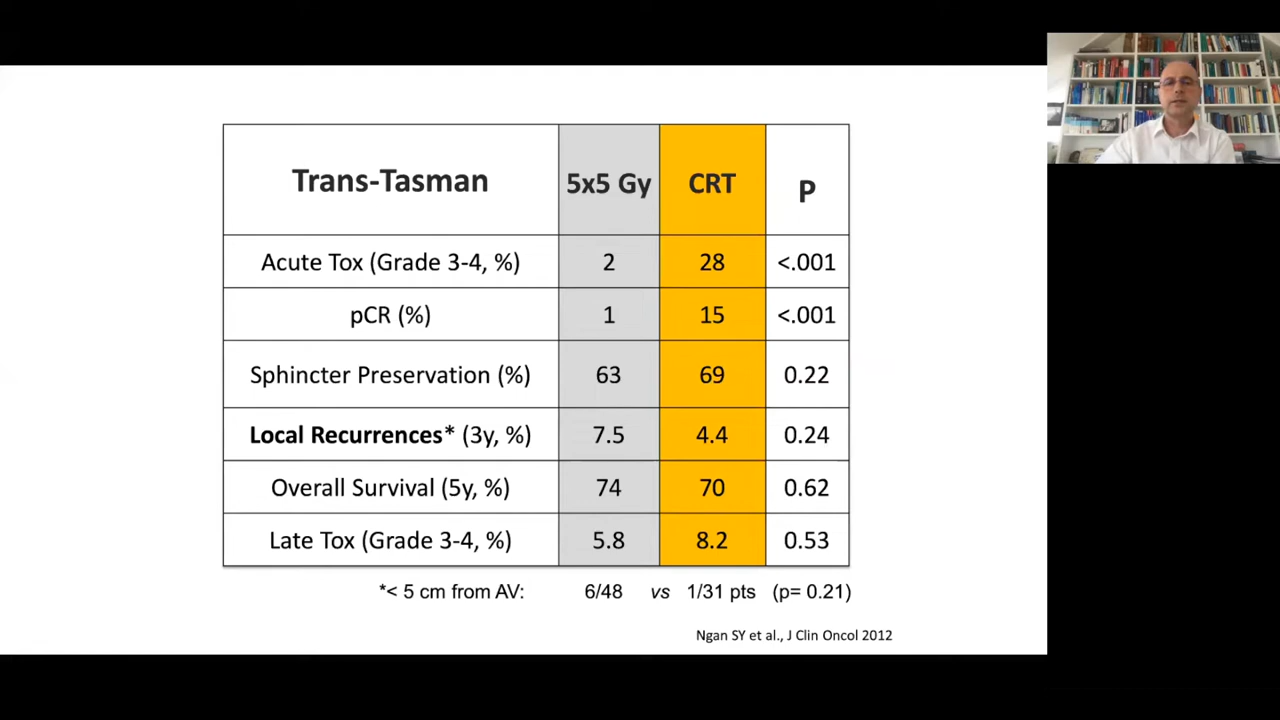 Trans-Tasman 5x5 Gy CRT P
Acute Tox (Grade 3-4, %) 2 28 <.001
pCR (%) 1 15 <.001
Sphincter Preservation (%) 63 69 0.22
Local Recurrences* (3y, %) 7.5 4.4 0.24
Overall Survival (5y, %) 74 70 0.62
Late Tox (Grade 3-4, %) 5.8 8.2 0.53
*< 5 cm from AV: 6/48 vs 1/31 pts (p= 0.21)
Ngan SY et al., J Clin Oncol 2012